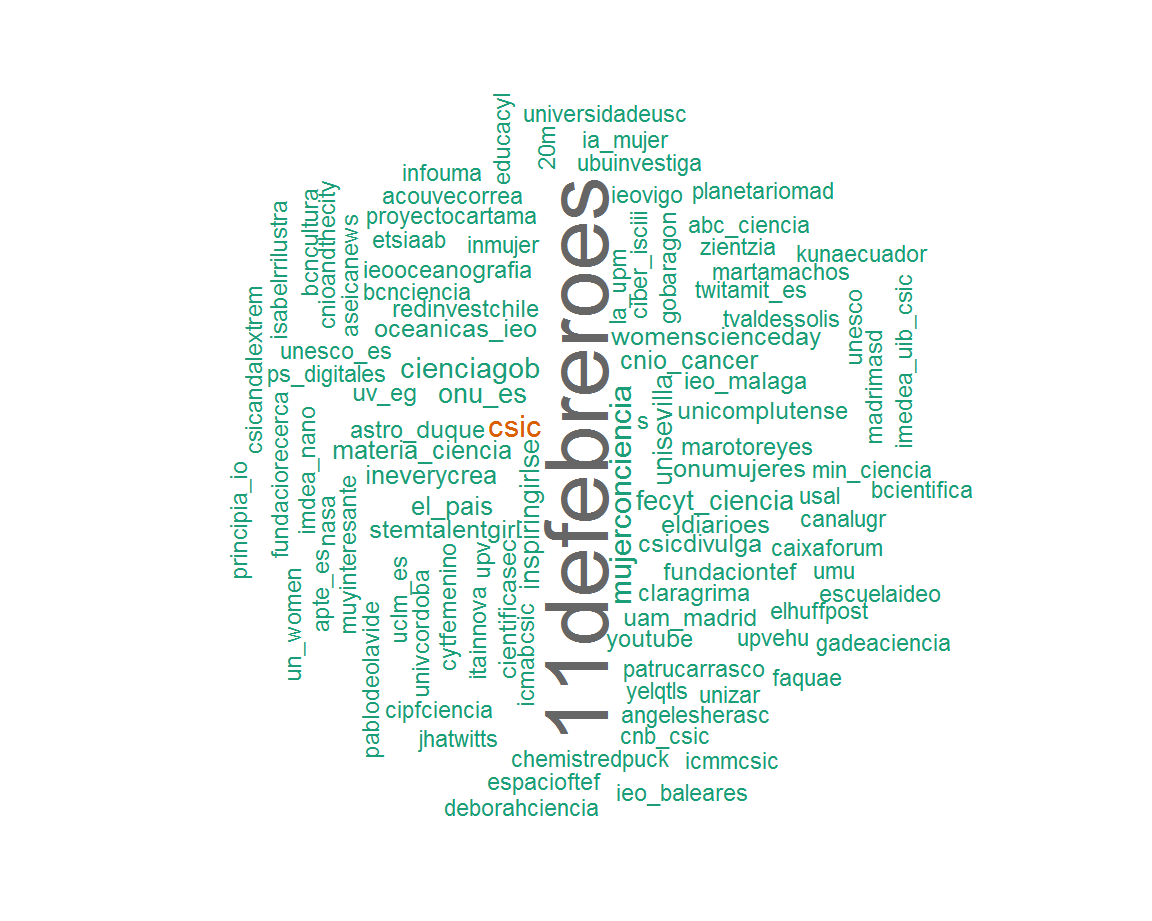 educacyl
universidadeusc
20m
ia_mujer
ubuinvestiga
infouma
acouvecorrea
ieovigo
planetariomad
proyectocartama
bcncultura
cnioandthecity
isabelrrilustra
aseicanews
etsiaab
inmujer
11defebreroes
la_upm
ciber_isciii
gobaragon
abc_ciencia
zientzia
kunaecuador
ieooceanografia
martamachos
bcnciencia
twitamit_es
redinvestchile
tvaldessolis
unesco
imedea_uib_csic
oceanicas_ieo
womenscienceday
madrimasd
csicandalextrem
unesco_es
cnio_cancer
ps_digitales
cienciagob
ieo_malaga
uv_eg
onu_es
mujerconciencia
s
unisevilla
unicomplutense
astro_duque
csic
fundaciorecerca
imdea_nano
materia_ciencia
marotoreyes
ineverycrea
inspiringirlse
onumujeres
min_ciencia
principia_io
nasa
muyinteresante
el_pais
fecyt_ciencia
usal
bcientifica
stemtalentgirl
eldiarioes
canalugr
csicdivulga
caixaforum
un_women
apte_es
uclm_es
univcordoba
cytfemenino
upv
itainnova
cientificasec
icmabcsic
fundaciontef
umu
claragrima
escuelaideo
pablodeolavide
uam_madrid
elhuffpost
youtube
upvehu
gadeaciencia
patrucarrasco
faquae
yelqtls
unizar
cipfciencia
angelesherasc
jhatwitts
cnb_csic
chemistredpuck
icmmcsic
espacioftef
ieo_baleares
deborahciencia